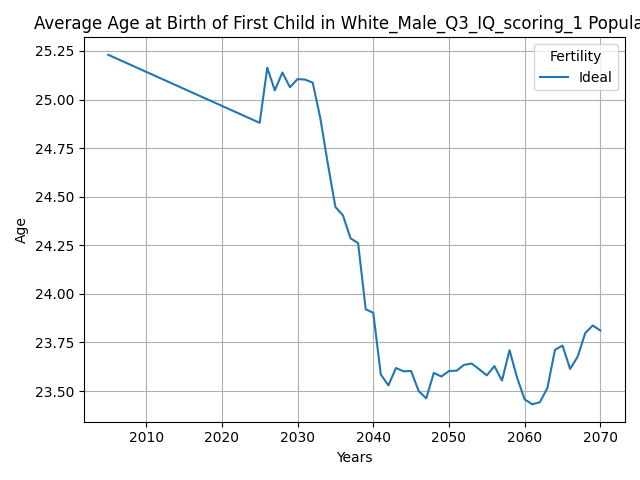 Average Age at Birth of First Child in White_Male_Q3_IQ_scoring_1 Popula
Fertility
Ideal
25.25
25.00
24.75
24.50
24.25
24.00
23.75
23.50
Age
2010 2020 2030 2040 2050 2060 2070
Years